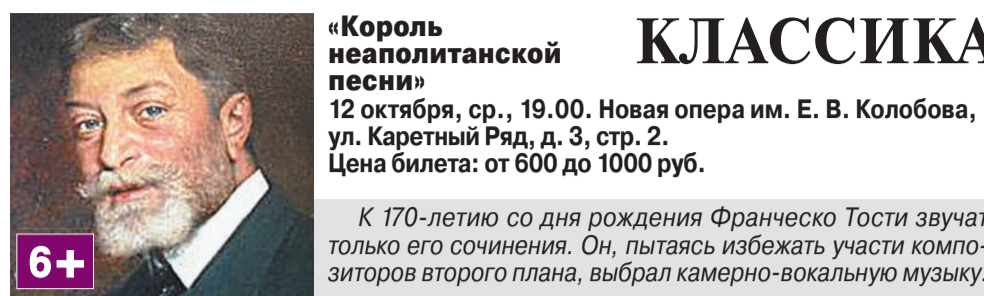 «Король
неаполитанской
песни»
КЛАССИКА
12 октября, ср., 19.00. Новая опера им. Е. В. Колобова,
ул. Каретный Ряд, д. 3, стр. 2.
Цена билета: от 600 до 1000 руб.
К 170-летию со дня рождения Франческо Тости звучат
только его сочинения. Он, пытаясь избежать участи компо-
зиторов второго плана, выбрал камерно-вокальную музыку.
6+